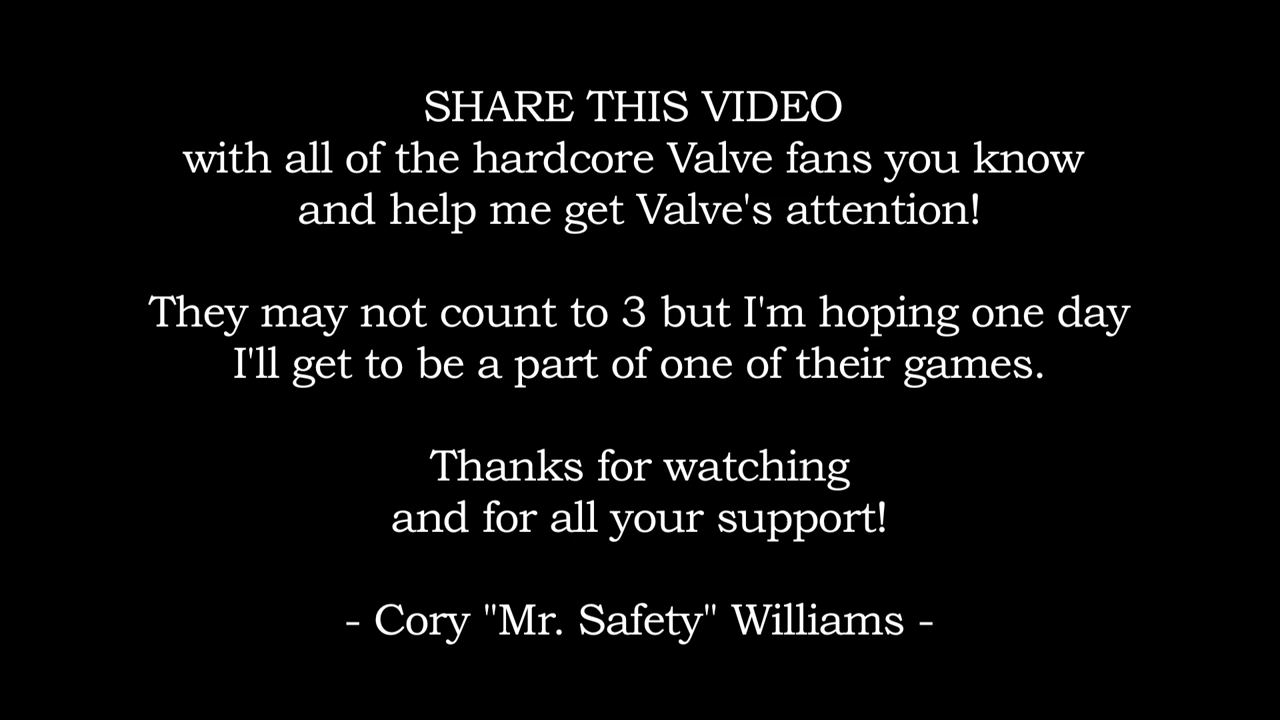 SHARE THIS VIDEO
with all of the hardcore Valve fans you know
and help me get Valve's attention!
They may not count to 3 but I'm hoping one day
I'll get to be a part of one of their games.
Thanks for watching
and for all your support!
- Cory "Mr. Safety" Williams -